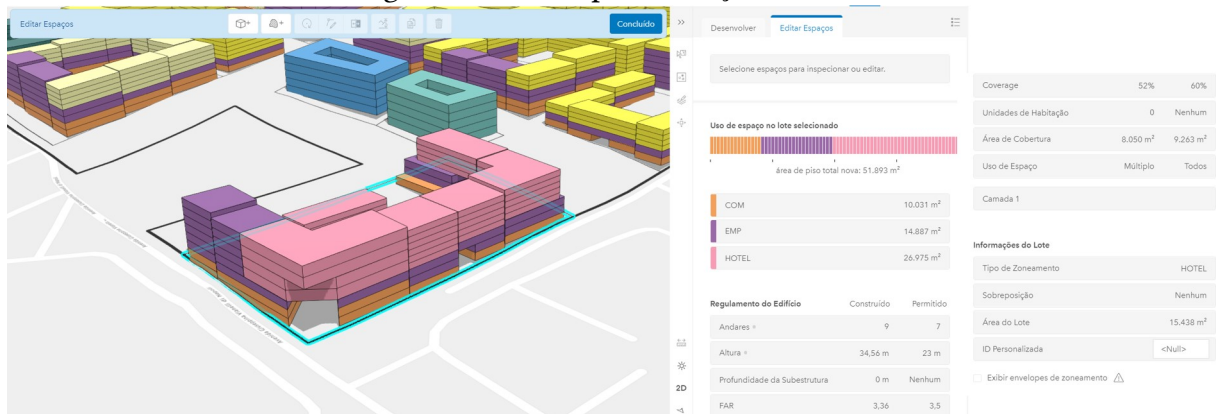 Editar Espaços
Concluído
Desenvolver Editar Espaços
Selecione espaços para inspecionar ou editar.
Uso de espaço no lote selecionado
área de piso total nova: 51.893 m²
COM 10.031 m²
EMP 14.887 m²
HOTEL 26.975 m²
Regulamento do Edifício Construído Permitido
Andares 9 7
Altura 34,56 m 23 m
Profundidade da Subestrutura 0 m Nenhum
FAR 3,36 3,5
2D
Coverage 52% 60%
Unidades de Habitação 0 Nenhum
Área de Cobertura 8.050 m² 9.263 m²
Uso de Espaço Múltiplo Todos
Camada 1
Informações do Lote
Tipo de Zoneamento HOTEL
Sobreposição Nenhum
Área do Lote 15.438 m²
ID Personalizada <Null>
Exibir envelopes de zoneamento